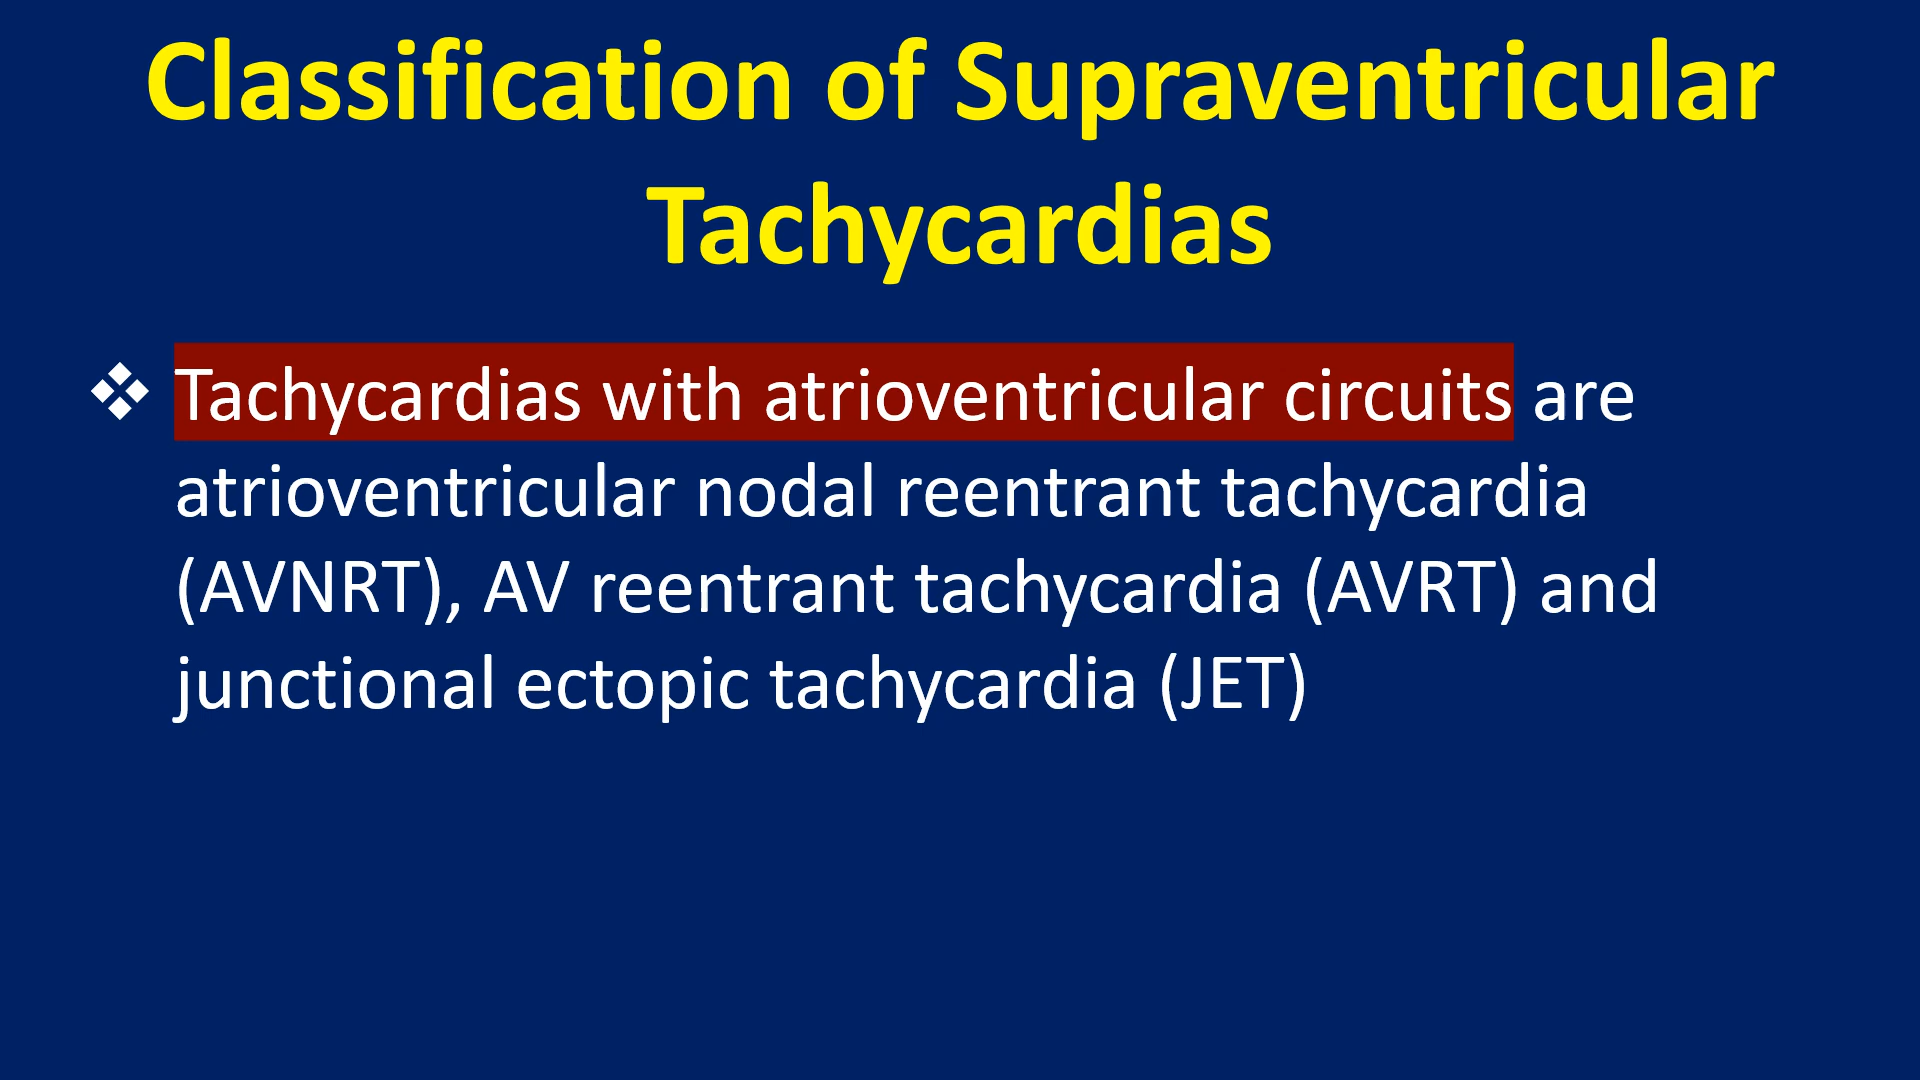 Classification of Supraventricular
Tachycardias
❖ Tachycardias with atrioventricular circuits are
atrioventricular nodal reentrant tachycardia
(AVNRT), AV reentrant tachycardia (AVRT) and
junctional ectopic tachycardia (JET)